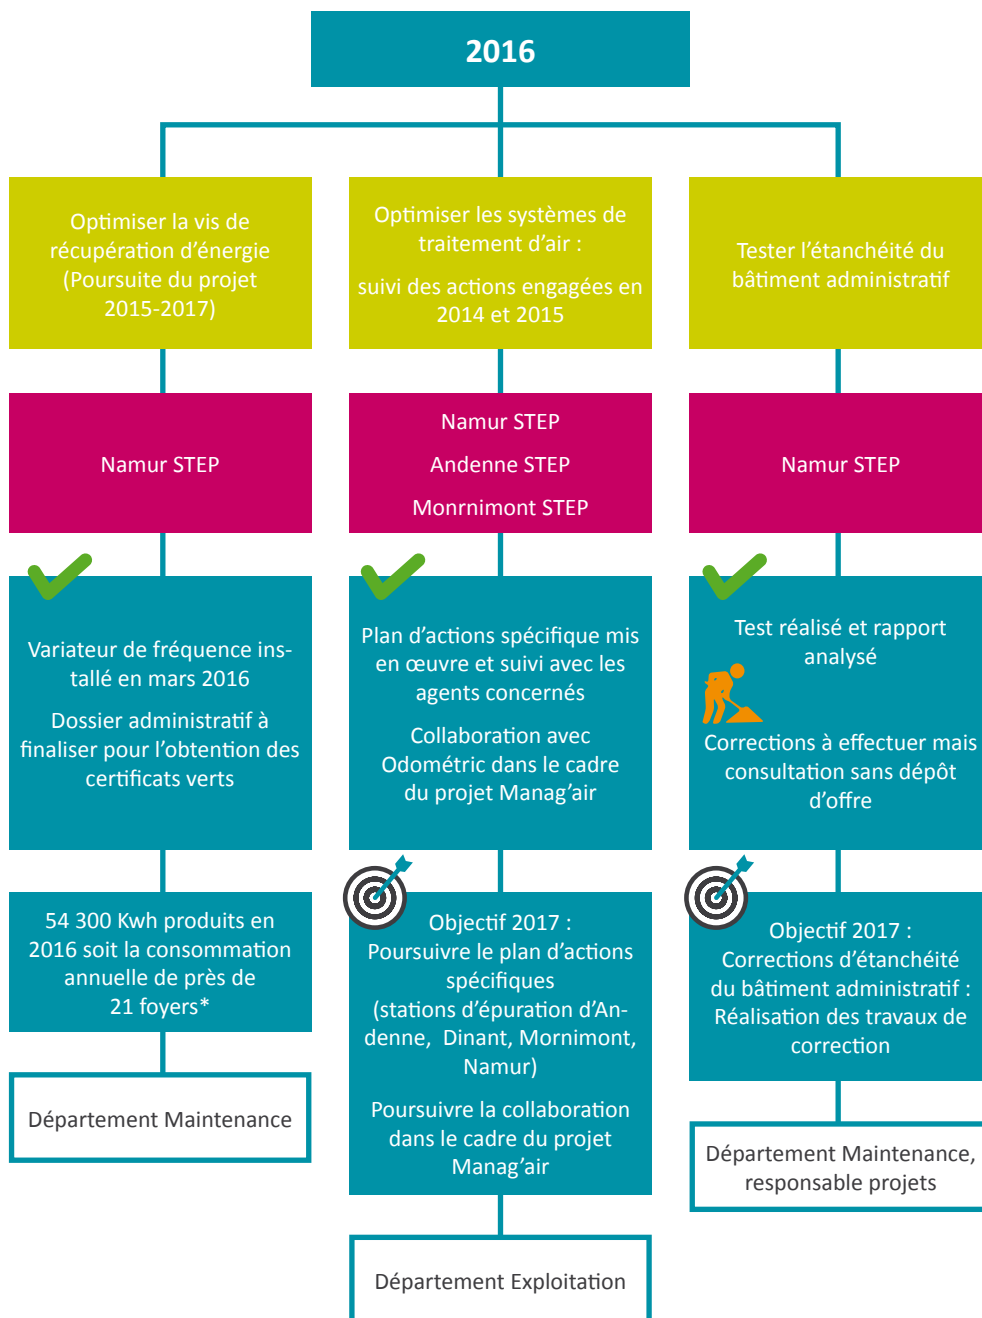 2016
Optimiser la vis de
récupération d'énergie
(Poursuite du projet
2015-2017)
Namur STEP
Variateur de fréquence ins-
tallé en mars 2016
Dossier administratif à
finaliser pour l'obtention des
certificats verts
54 300 Kwh produits en
2016 soit la consommation
annuelle de près de
21 foyers*
Département Maintenance
Optimiser les systèmes de
traitement d'air :
suivi des actions engagées en
2014 et 2015
Namur STEP
Andenne STEP
Monrnimont STEP
Plan d'actions spécifique mis
en œuvre et suivi avec les
agents concernés
Collaboration avec
Odométric dans le cadre
du projet Manag'air
Objectif 2017 :
Poursuivre le plan d'actions
spécifiques
(stations d'épuration d'An-
denne, Dinant, Mornimont,
Namur)
Poursuivre la collaboration
dans le cadre du projet
Manag'air
Département Exploitation
Tester l'étanchéité du
bâtiment administratif
Namur STEP
Test réalisé et rapport
analysé
Corrections à effectuer mais
consultation sans dépôt
d'offre
Objectif 2017 :
Corrections d'étanchéité
du bâtiment administratif :
Réalisation des travaux de
correction
Département Maintenance,
responsable projets